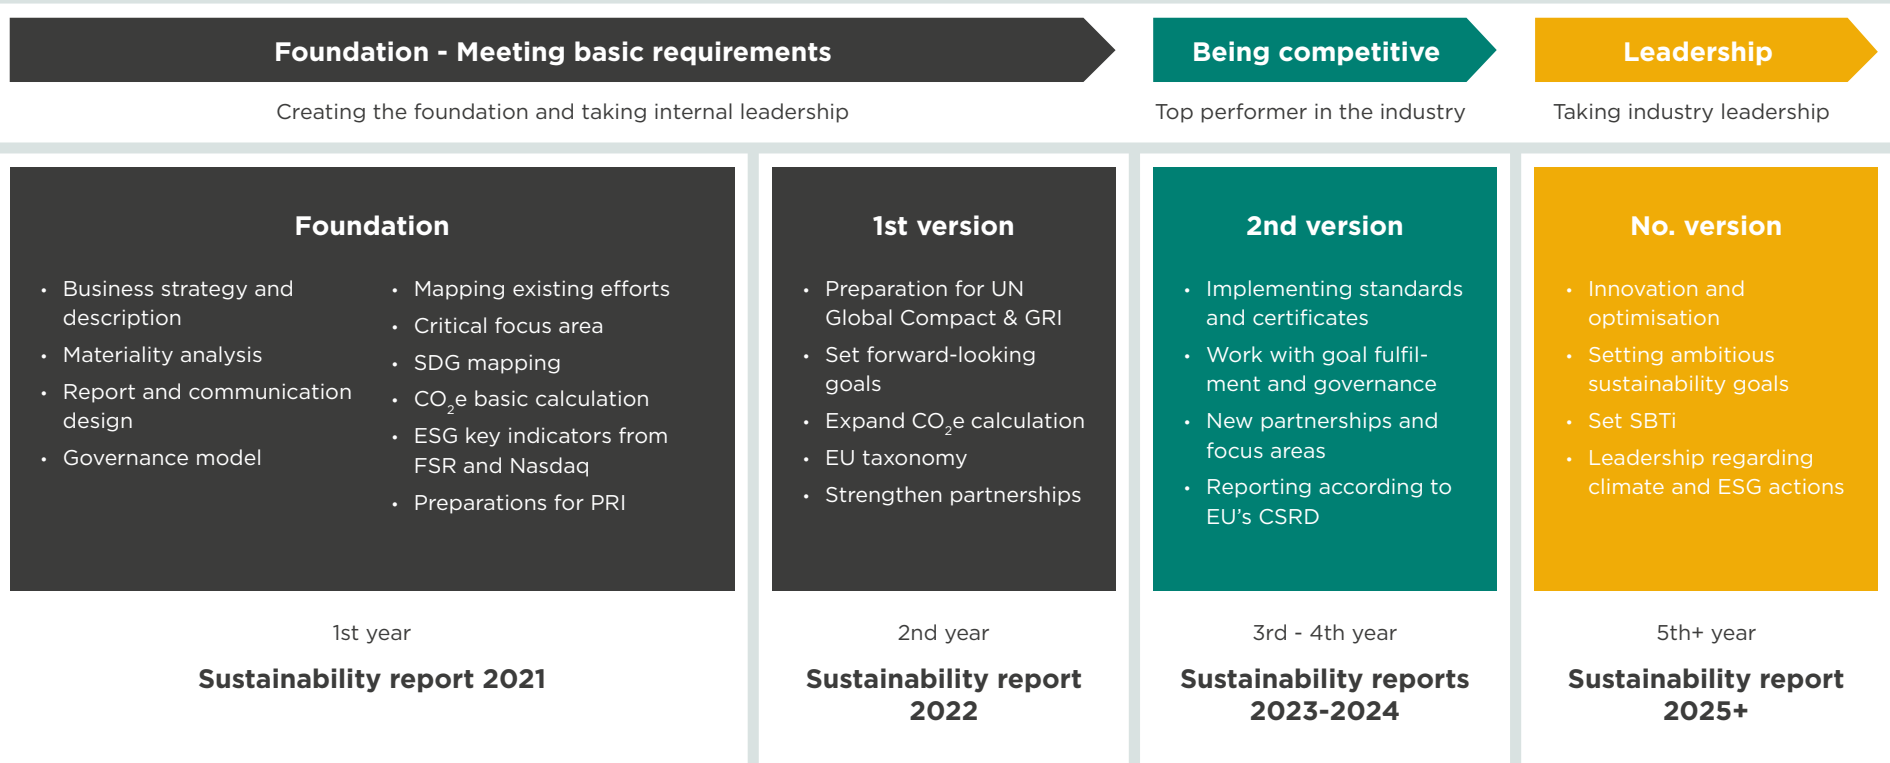 Foundation - Meeting basic requirements
Creating the foundation and taking internal leadership
Being competitive
Top performer in the industry
Leadership
Taking industry leadership
Foundation
• Business strategy and
description
• Materiality analysis
• Report and communication
design
• Governance model
• Mapping existing efforts
• Critical focus area
• SDG mapping
• CO₂e basic calculation
• ESG key indicators from
FSR and Nasdaq
• Preparations for PRI
1st year
Sustainability report 2021
1st version
• Preparation for UN
Global Compact & GRI
• Set forward-looking
goals
• Expand CO₂e calculation
• EU taxonomy
• Strengthen partnerships
2nd year
Sustainability report
2022
2nd version
• Implementing standards
and certificates
• Work with goal fulfil-
ment and governance
• New partnerships and
focus areas
• Reporting according to
EU's CSRD
3rd - 4th year
Sustainability reports
2023-2024
No. version
• Innovation and
optimisation
• Setting ambitious
sustainability goals
• Set SBTi
• Leadership regarding
climate and ESG actions
5th+ year
Sustainability report
2025+